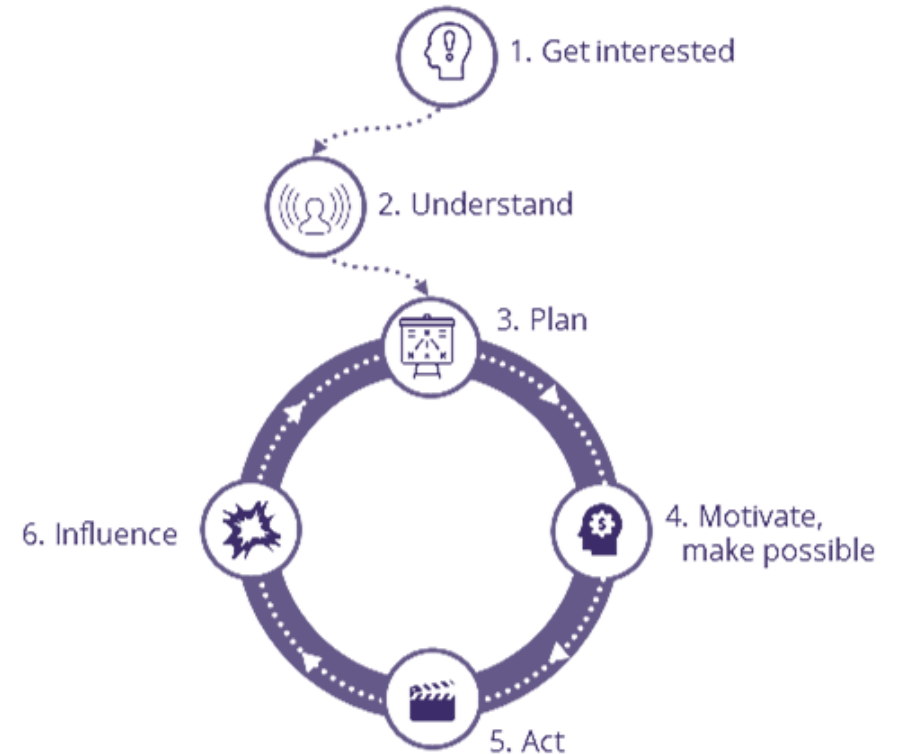 1. Get interested
2. Understand
3. Plan
4. Motivate,
make possible
6. Influence
5. Act